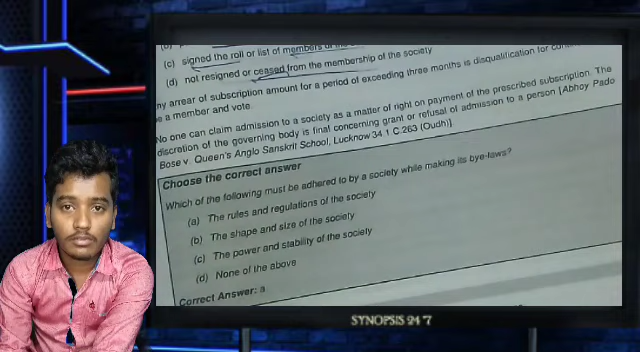 (c) signed the roll or list of members
(d) not resigned or ceased from the membership of the society
ny arrear of subscription amount for a period of exceeding three months is disqualification for
e a member and vote.
No one can claim admission to a society as a matter of right on payment of the prescribed subscription. The
discretion of the governing body is final concerning grant or refusal of admission to a person [Abhoy Pado
Bose v. Queen's Anglo Sanskrit School, Lucknow 34 1 C 263 (Oudh)].
Choose the correct answer
Which of the following must be adhered to by a society while making its bye-laws?
(a) The rules and regulations of the society
(b) The shape and size of the society
(c) The power and stability of the society
(d) None of the above
Correct Answer: a
SYNOPSIS 24 7